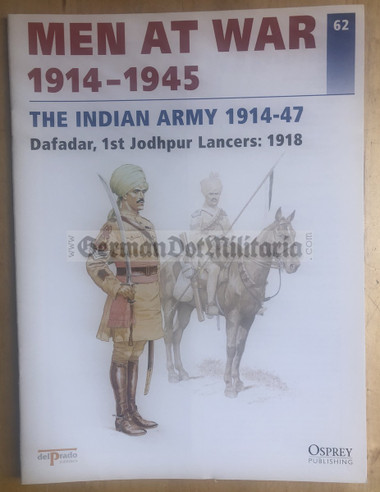 MEN AT WAR
62
1914–1945
THE INDIAN ARMY 1914-47
Dafadar, 1st Jodhpur Lancers: 1918
GermanDotMilitaria.com
delPrado
OSPREY
PUBLISHING